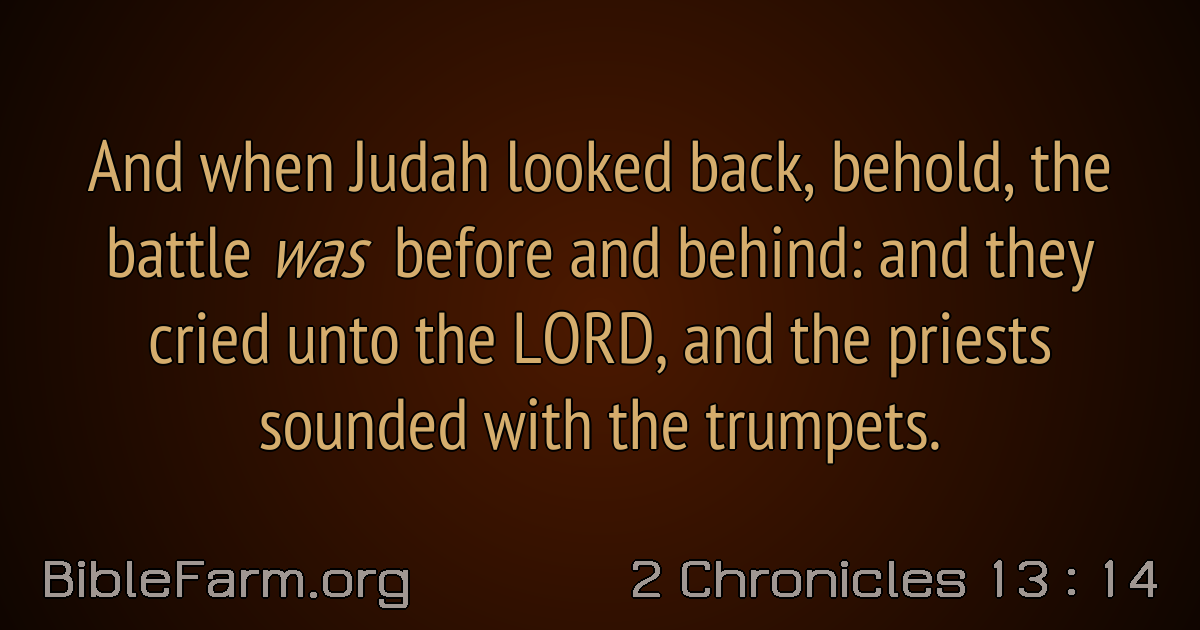 And when Judah looked back, behold, the
battle was before and behind: and they
cried unto the LORD, and the priests
sounded with the trumpets.
BibleFarm.org
2 Chronicles 13 : 14